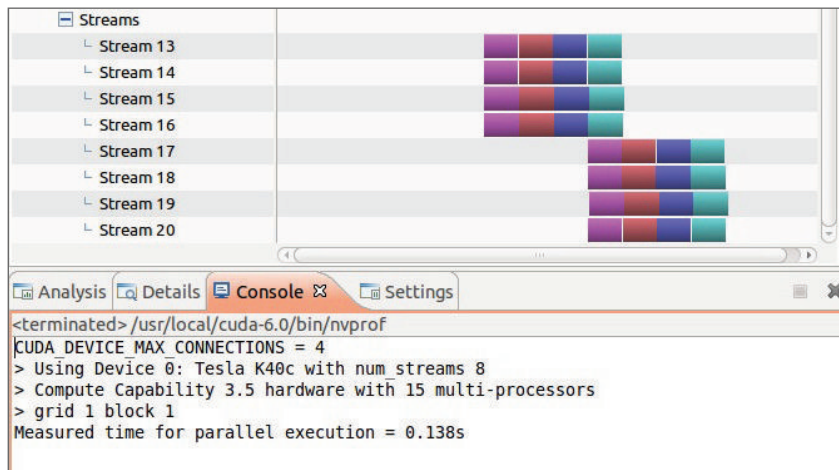 Streams
Stream 13
Stream 14
Stream 15
Stream 16
Stream 17
Stream 18
Stream 19
Stream 20
Analysis Details Console Settings
<terminated> /usr/local/cuda-6.0/bin/nvprof
CUDA_DEVICE_MAX_CONNECTIONS = 4
> Using Device 0: Tesla K40c with num_streams 8
> Compute Capability 3.5 hardware with 15 multi-processors
> grid 1 block 1
Measured time for parallel execution = 0.138s